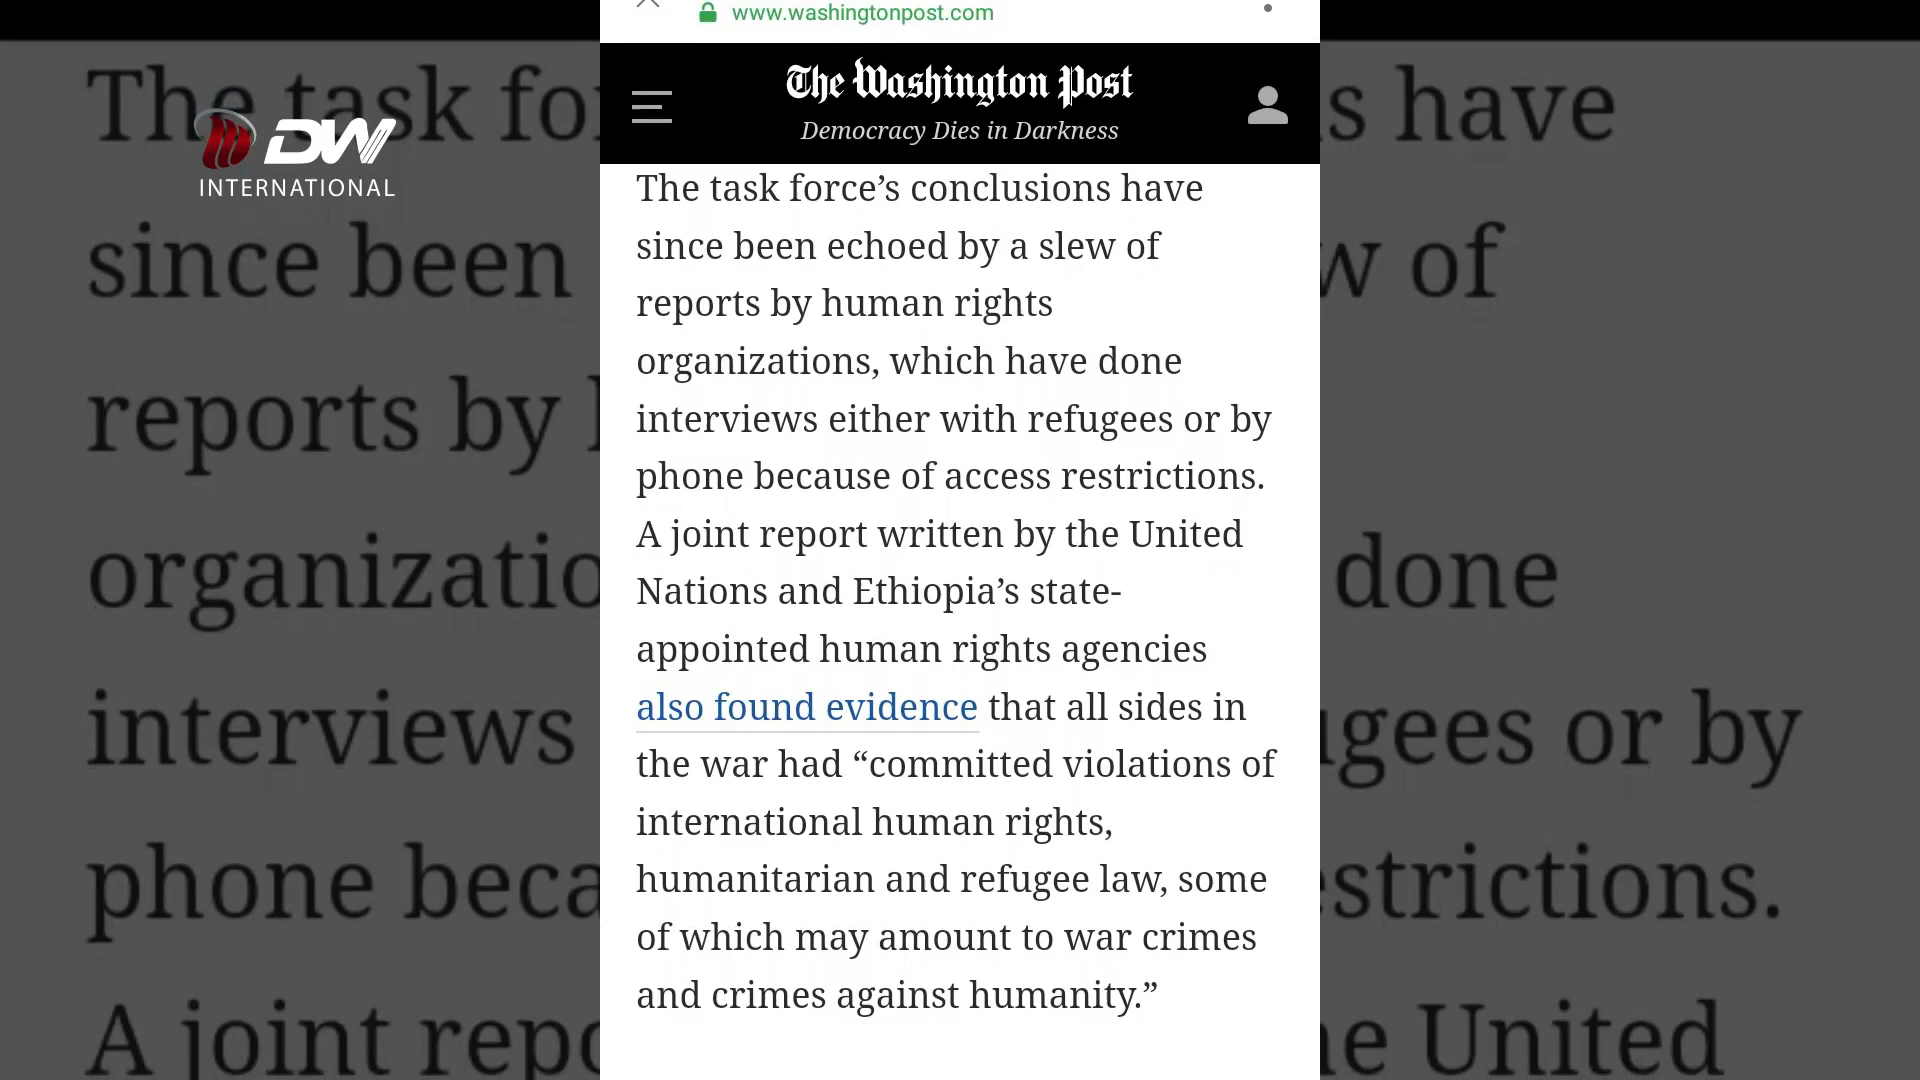 www.washingtonpost.com
The Washington Post
Democracy Dies in Darkness
DW
INTERNATIONAL
The task force’s conclusions have
since been echoed by a slew of
reports by human rights
organizations, which have done
interviews either with refugees or by
phone because of access restrictions.
A joint report written by the United
Nations and Ethiopia’s state-
appointed human rights agencies
also found evidence that all sides in
the war had “committed violations of
international human rights,
humanitarian and refugee law, some
of which may amount to war crimes
and crimes against humanity.”